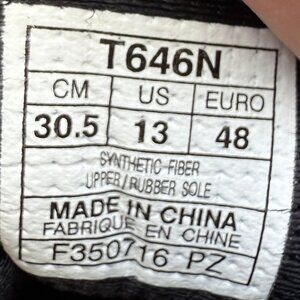 T646N
CM US EURO
30.5 13 48
SYNTHETIC FIBER
UPPER/RUBBER SOLE
MADE IN CHINA
FABRIQUE EN CHINE
F350716 PZ